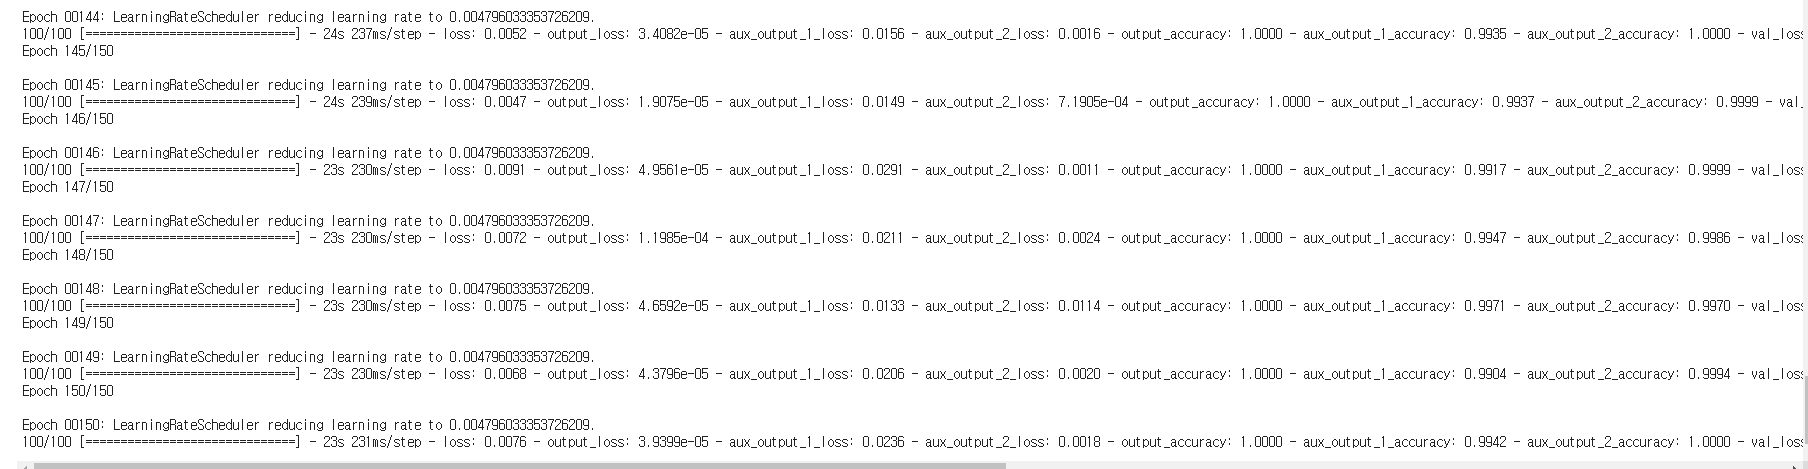 Epoch 00144: LearningRateScheduler reducing learning rate to 0.004796033353726209.
100/100 [==============================] - 24s 237ms/step - loss: 0.0052 - output_loss: 3.4082e-05 - aux_output_1_loss: 0.0156 - aux_output_2_loss: 0.0016 - output_accuracy: 1.0000 - aux_output_1_accuracy: 0.9935 - aux_output_2_accuracy: 1.0000 - val_loss
Epoch 145/150
Epoch 00145: LearningRateScheduler reducing learning rate to 0.004796033353726209.
100/100 [==============================] - 24s 239ms/step - loss: 0.0047 - output_loss: 1.9075e-05 - aux_output_1_loss: 0.0149 - aux_output_2_loss: 7.1905e-04 - output_accuracy: 1.0000 - aux_output_1_accuracy: 0.9937 - aux_output_2_accuracy: 0.9999 - val_
Epoch 146/150
Epoch 00146: LearningRateScheduler reducing learning rate to 0.004796033353726209.
100/100 [==============================] - 23s 230ms/step - loss: 0.0091 - output_loss: 4.9561e-05 - aux_output_1_loss: 0.0291 - aux_output_2_loss: 0.0011 - output_accuracy: 1.0000 - aux_output_1_accuracy: 0.9917 - aux_output_2_accuracy: 0.9999 - val_loss
Epoch 147/150
Epoch 00147: LearningRateScheduler reducing learning rate to 0.004796033353726209.
100/100 [==============================] - 23s 230ms/step - loss: 0.0072 - output_loss: 1.1985e-04 - aux_output_1_loss: 0.0211 - aux_output_2_loss: 0.0024 - output_accuracy: 1.0000 - aux_output_1_accuracy: 0.9947 - aux_output_2_accuracy: 0.9986 - val_loss
Epoch 148/150
Epoch 00148: LearningRateScheduler reducing learning rate to 0.004796033353726209.
100/100 [==============================] - 23s 230ms/step - loss: 0.0075 - output_loss: 4.6592e-05 - aux_output_1_loss: 0.0133 - aux_output_2_loss: 0.0114 - output_accuracy: 1.0000 - aux_output_1_accuracy: 0.9971 - aux_output_2_accuracy: 0.9970 - val_loss
Epoch 149/150
Epoch 00149: LearningRateScheduler reducing learning rate to 0.004796033353726209.
100/100 [==============================] - 23s 230ms/step - loss: 0.0068 - output_loss: 4.3796e-05 - aux_output_1_loss: 0.0206 - aux_output_2_loss: 0.0020 - output_accuracy: 1.0000 - aux_output_1_accuracy: 0.9904 - aux_output_2_accuracy: 0.9994 - val_loss
Epoch 150/150
Epoch 00150: LearningRateScheduler reducing learning rate to 0.004796033353726209.
100/100 [==============================] - 23s 231ms/step - loss: 0.0076 - output_loss: 3.9399e-05 - aux_output_1_loss: 0.0236 - aux_output_2_loss: 0.0018 - output_accuracy: 1.0000 - aux_output_1_accuracy: 0.9942 - aux_output_2_accuracy: 1.0000 - val_loss